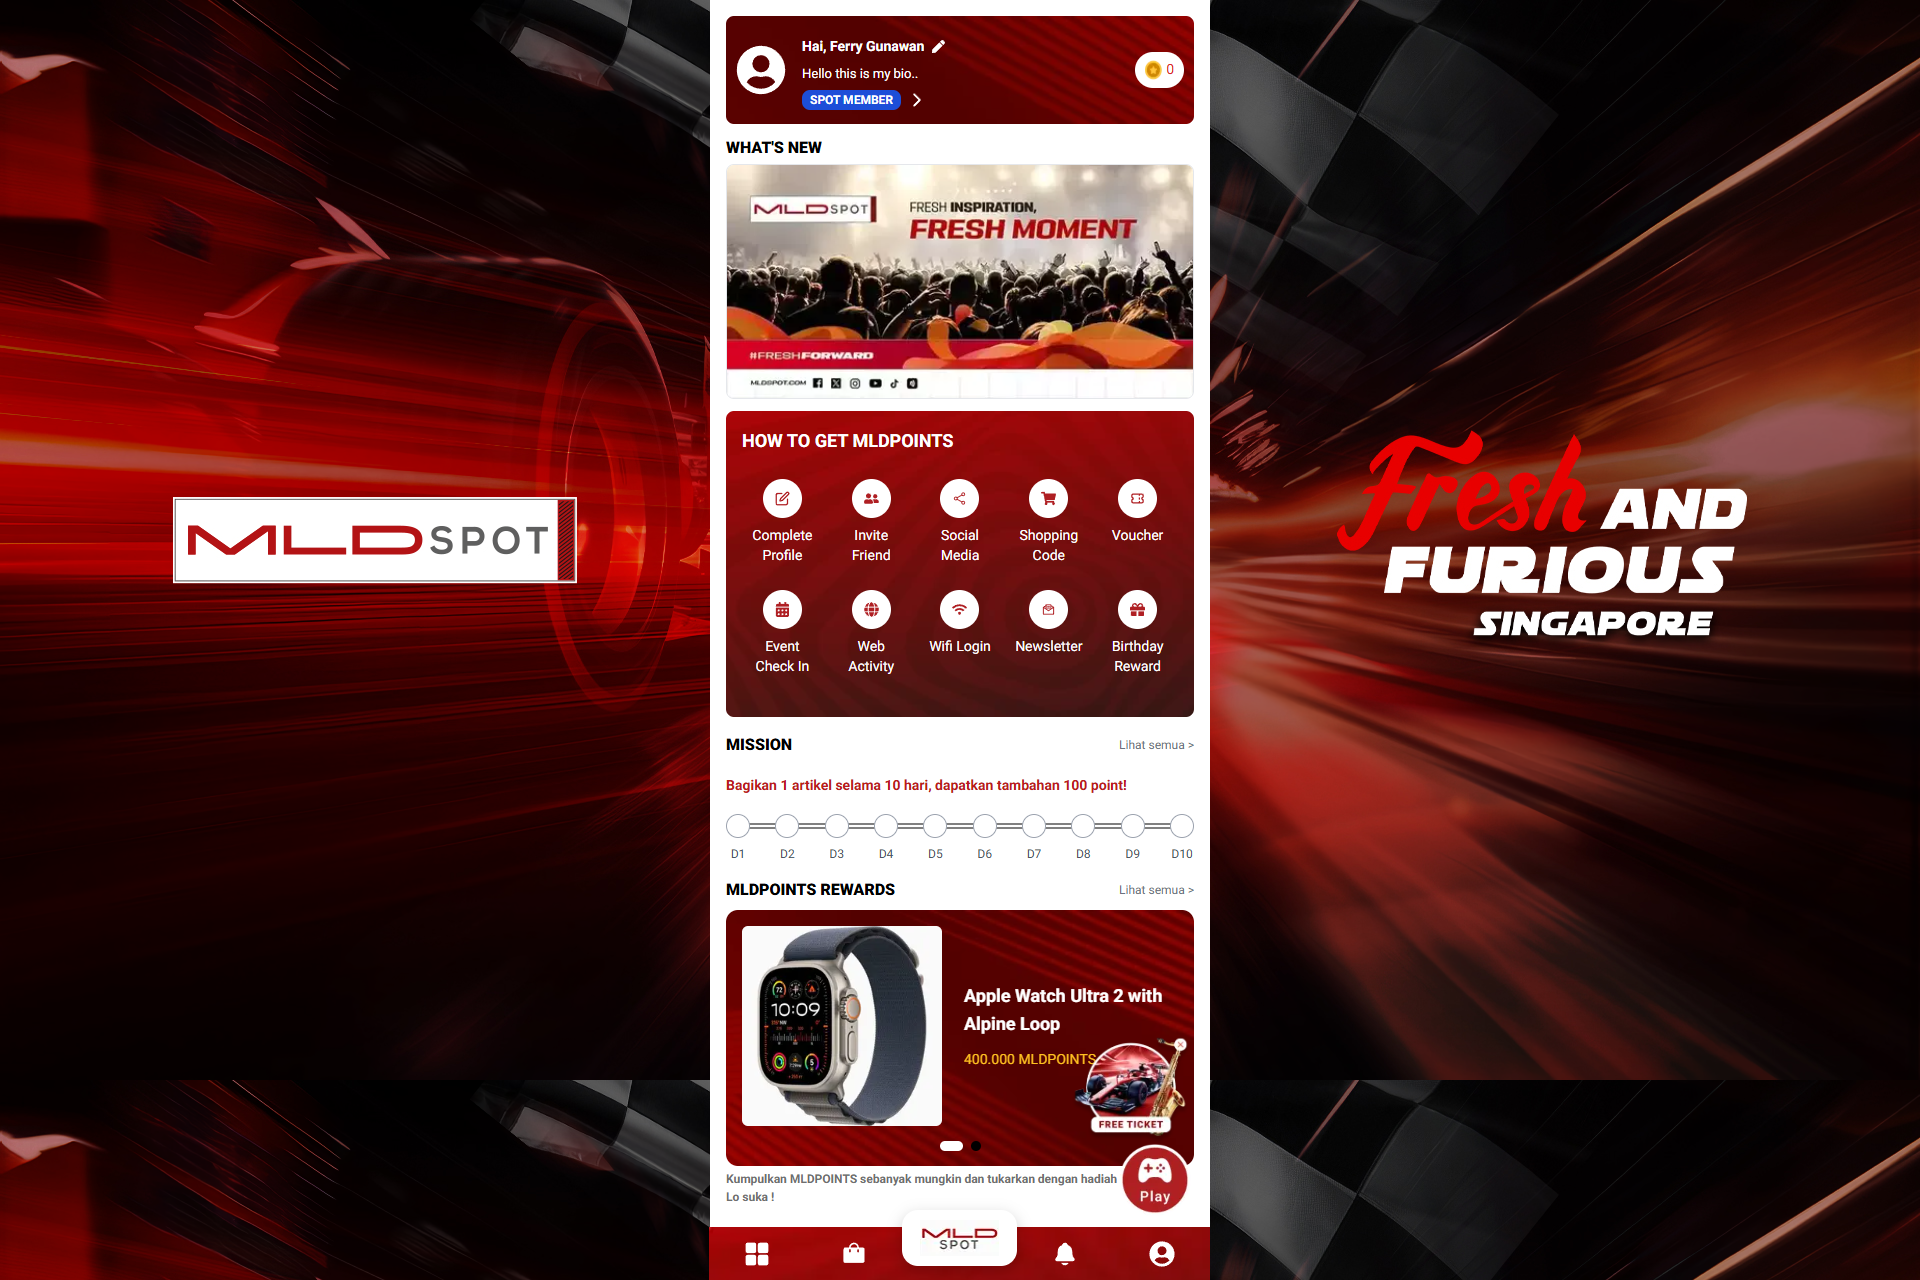 Hai, Ferry Gunawan
Hello this is my bio..
SPOT MEMBER
0
WHAT'S NEW
MLDSPOT
FRESH INSPIRATION,
FRESH MOMENT
#FRESHFORWARD
MLDSPOT.COM
HOW TO GET MLDPOINTS
Complete Profile
Invite Friend
Social Media
Shopping Code
Voucher
Event Check In
Web Activity
Wifi Login
Newsletter
Birthday Reward
MLDSPOT
Fresh AND
FURIOUS
SINGAPORE
MISSION
Lihat semua >
Bagikan 1 artikel selama 10 hari, dapatkan tambahan 100 point!
D1 D2 D3 D4 D5 D6 D7 D8 D9 D10
MLDPOINTS REWARDS
Lihat semua >
10:09
Apple Watch Ultra 2 with
Alpine Loop
400.000 MLDPOINTS
FREE TICKET
Kumpulkan MLDPOINTS sebanyak mungkin dan tukarkan dengan hadiah
Lo suka !
Play
MLD
SPOT